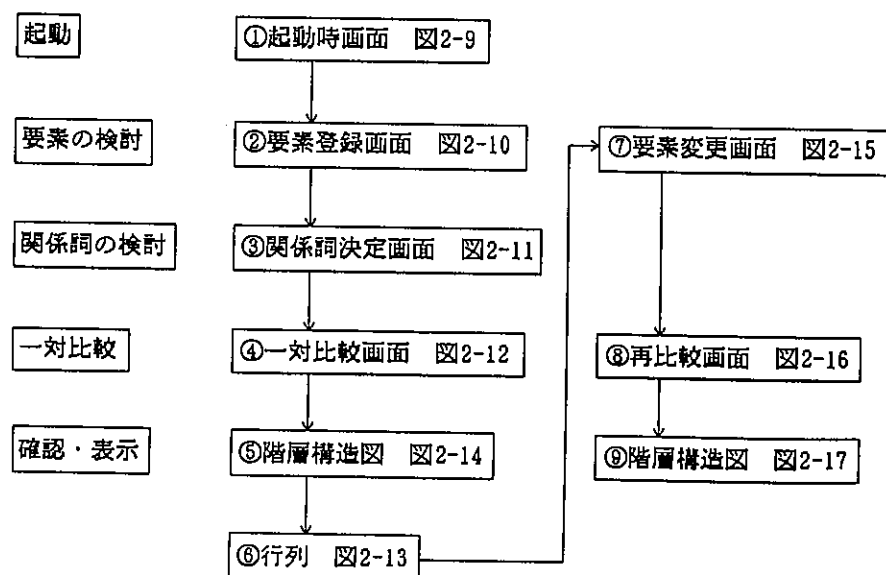 起動
①起動時画面 図2-9
要素の検討
②要素登録画面 図2-10
⑦要素変更画面 図2-15
関係詞の検討
③関係詞決定画面 図2-11
一対比較
④一対比較画面 図2-12
⑧再比較画面 図2-16
確認・表示
⑤階層構造図 図2-14
⑨階層構造図 図2-17
⑥行列 図2-13